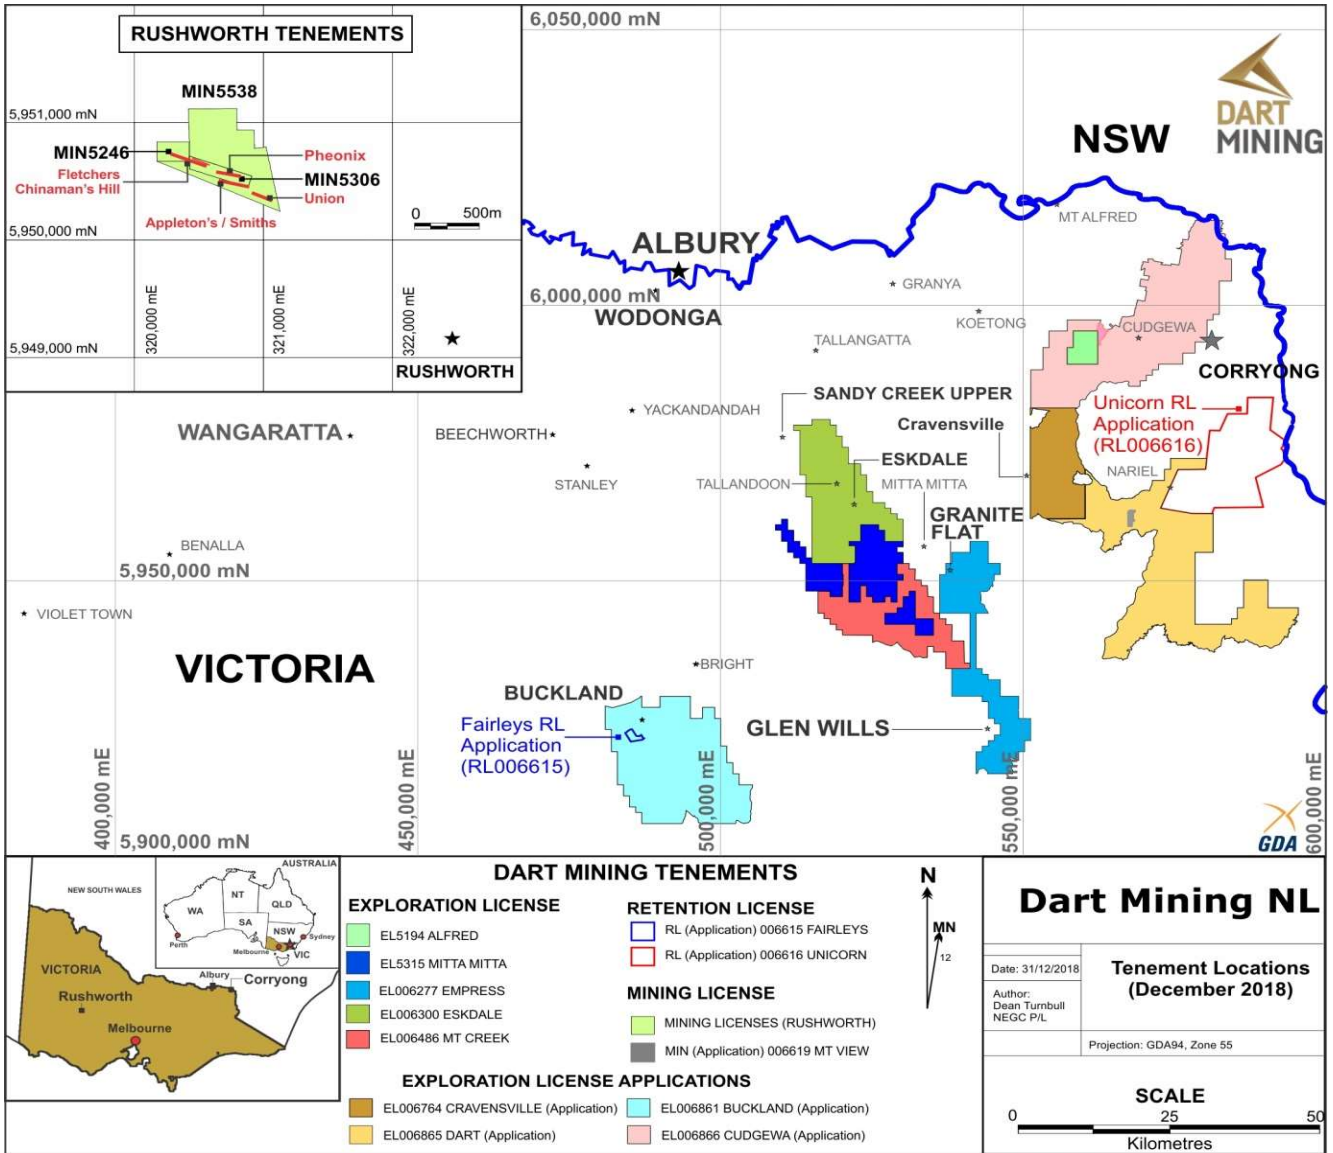 RUSHWORTH TENEMENTS
MIN5538
5,951,000 mN
MIN5246
Pheonix
Fletchers
Chinaman's Hill
MIN5306
Union
Appleton's / Smiths
0 500m
5,950,000 mN
320,000 mE
321,000 mE
322,000 mE
5,949,000 mN
RUSHWORTH
6,050,000 mN
DART
MINING
NSW
MT ALFRED
ALBURY
GRANYA
6,000,000 mN
WODONGA
KOETONG
CUDGEWA
TALLANGATTA
CORRYONG
SANDY CREEK UPPER
Unicorn RL
Application
(RL006616)
YACKANDANDAH
Cravensville
WANGARATTA
BEECHWORTH
ESKDALE
NARIEL
STANLEY
TALLANDOON
MITTA MITTA
GRANITE
FLAT
BENALLA
5,950,000 mN
VIOLET TOWN
VICTORIA
BRIGHT
BUCKLAND
Fairleys RL
Application
(RL006615)
GLEN WILLS
400,000 mE
450,000 mE
500,000 mE
550,000 mE
600,000 mE
GDA
5,900,000 mN
AUSTRALIA
NEW SOUTH WALES
NT
WA
QLD
SA
NSW
Perth
Sydney
Melbourne
VIC
VICTORIA
Albury
Corryong
Rushworth
Melbourne
DART MINING TENEMENTS
EXPLORATION LICENSE
EL5194 ALFRED
EL5315 MITTA MITTA
EL006277 EMPRESS
EL006300 ESKDALE
EL006486 MT CREEK
RETENTION LICENSE
RL (Application) 006615 FAIRLEYS
RL (Application) 006616 UNICORN
MINING LICENSE
MINING LICENSES (RUSHWORTH)
MIN (Application) 006619 MT VIEW
EXPLORATION LICENSE APPLICATIONS
EL006764 CRAVENSVILLE (Application)
EL006865 DART (Application)
EL006861 BUCKLAND (Application)
EL006866 CUDGEWA (Application)
N
MN
12
Dart Mining NL
Date: 31/12/2018
Author:
Dean Turnbull
NEGC P/L
Tenement Locations
(December 2018)
Projection: GDA94, Zone 55
SCALE
0 25 50
Kilometres